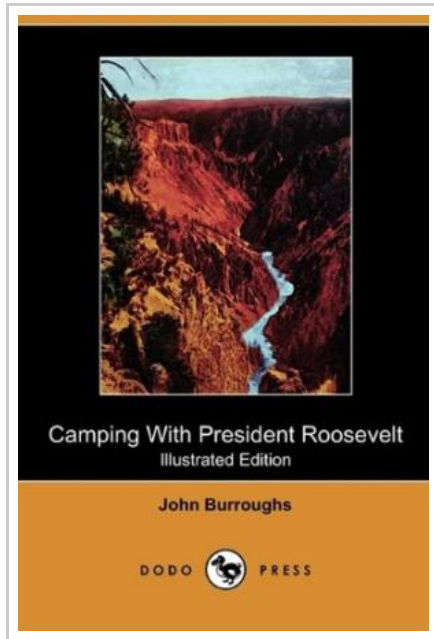 Camping With President Roosevelt
Illustrated Edition
John Burroughs
DODO PRESS